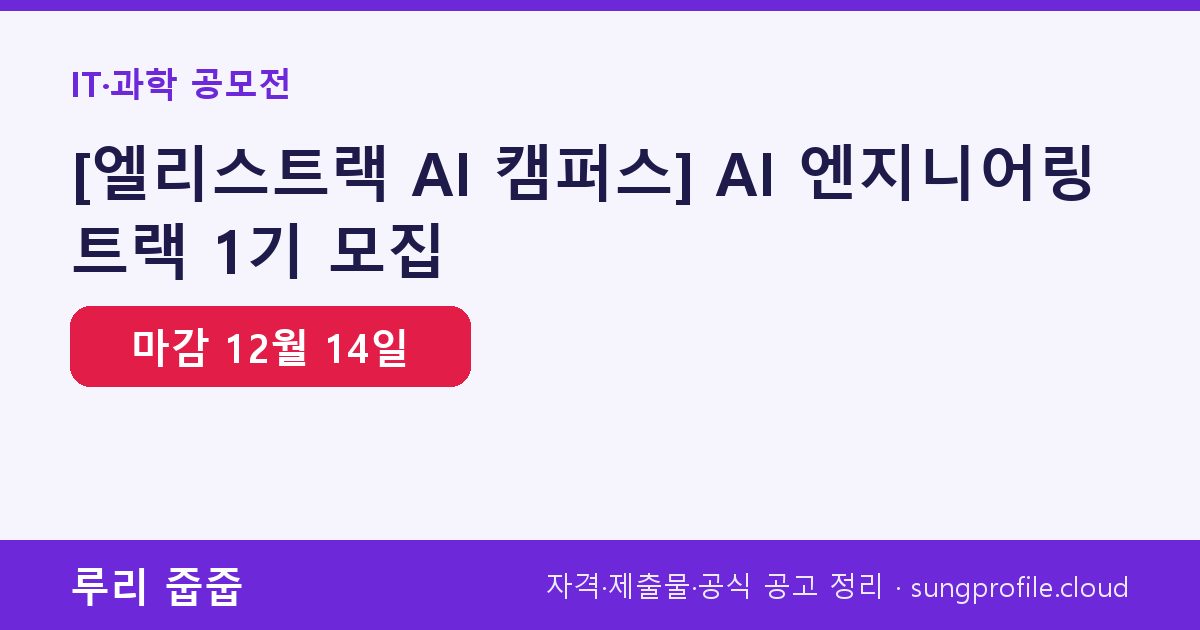 IT·과학 공모전
[엘리스트랙 AI 캠퍼스] AI 엔지니어링
트랙 1기 모집
마감 12월 14일
루리 줍줍
자격·제출물·공식 공고 정리 · sungprofile.cloud